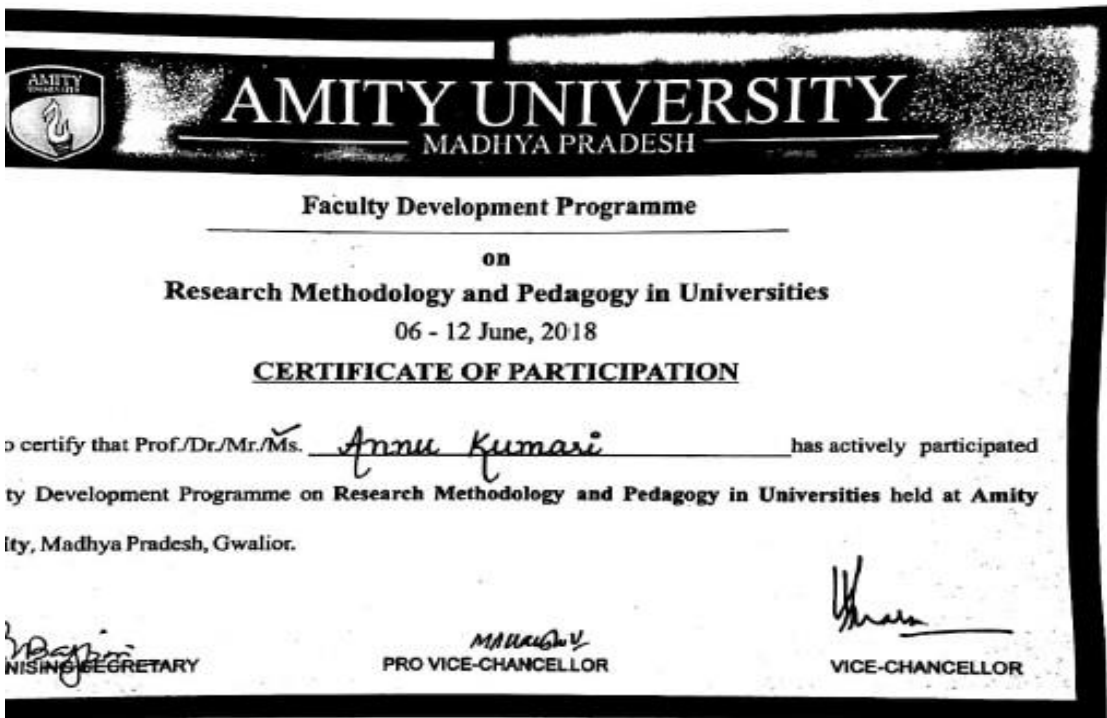 AMITY
UNIVERSITY
AMITY UNIVERSITY
MADHYA PRADESH
Faculty Development Programme
on
Research Methodology and Pedagogy in Universities
06 - 12 June, 2018
CERTIFICATE OF PARTICIPATION
o certify that Prof./Dr./Mr./Ms. Annu Kumari has actively participated
ty Development Programme on Research Methodology and Pedagogy in Universities held at Amity
ity, Madhya Pradesh, Gwalior.
NISING SECRETARY
PRO VICE-CHANCELLOR
VICE-CHANCELLOR